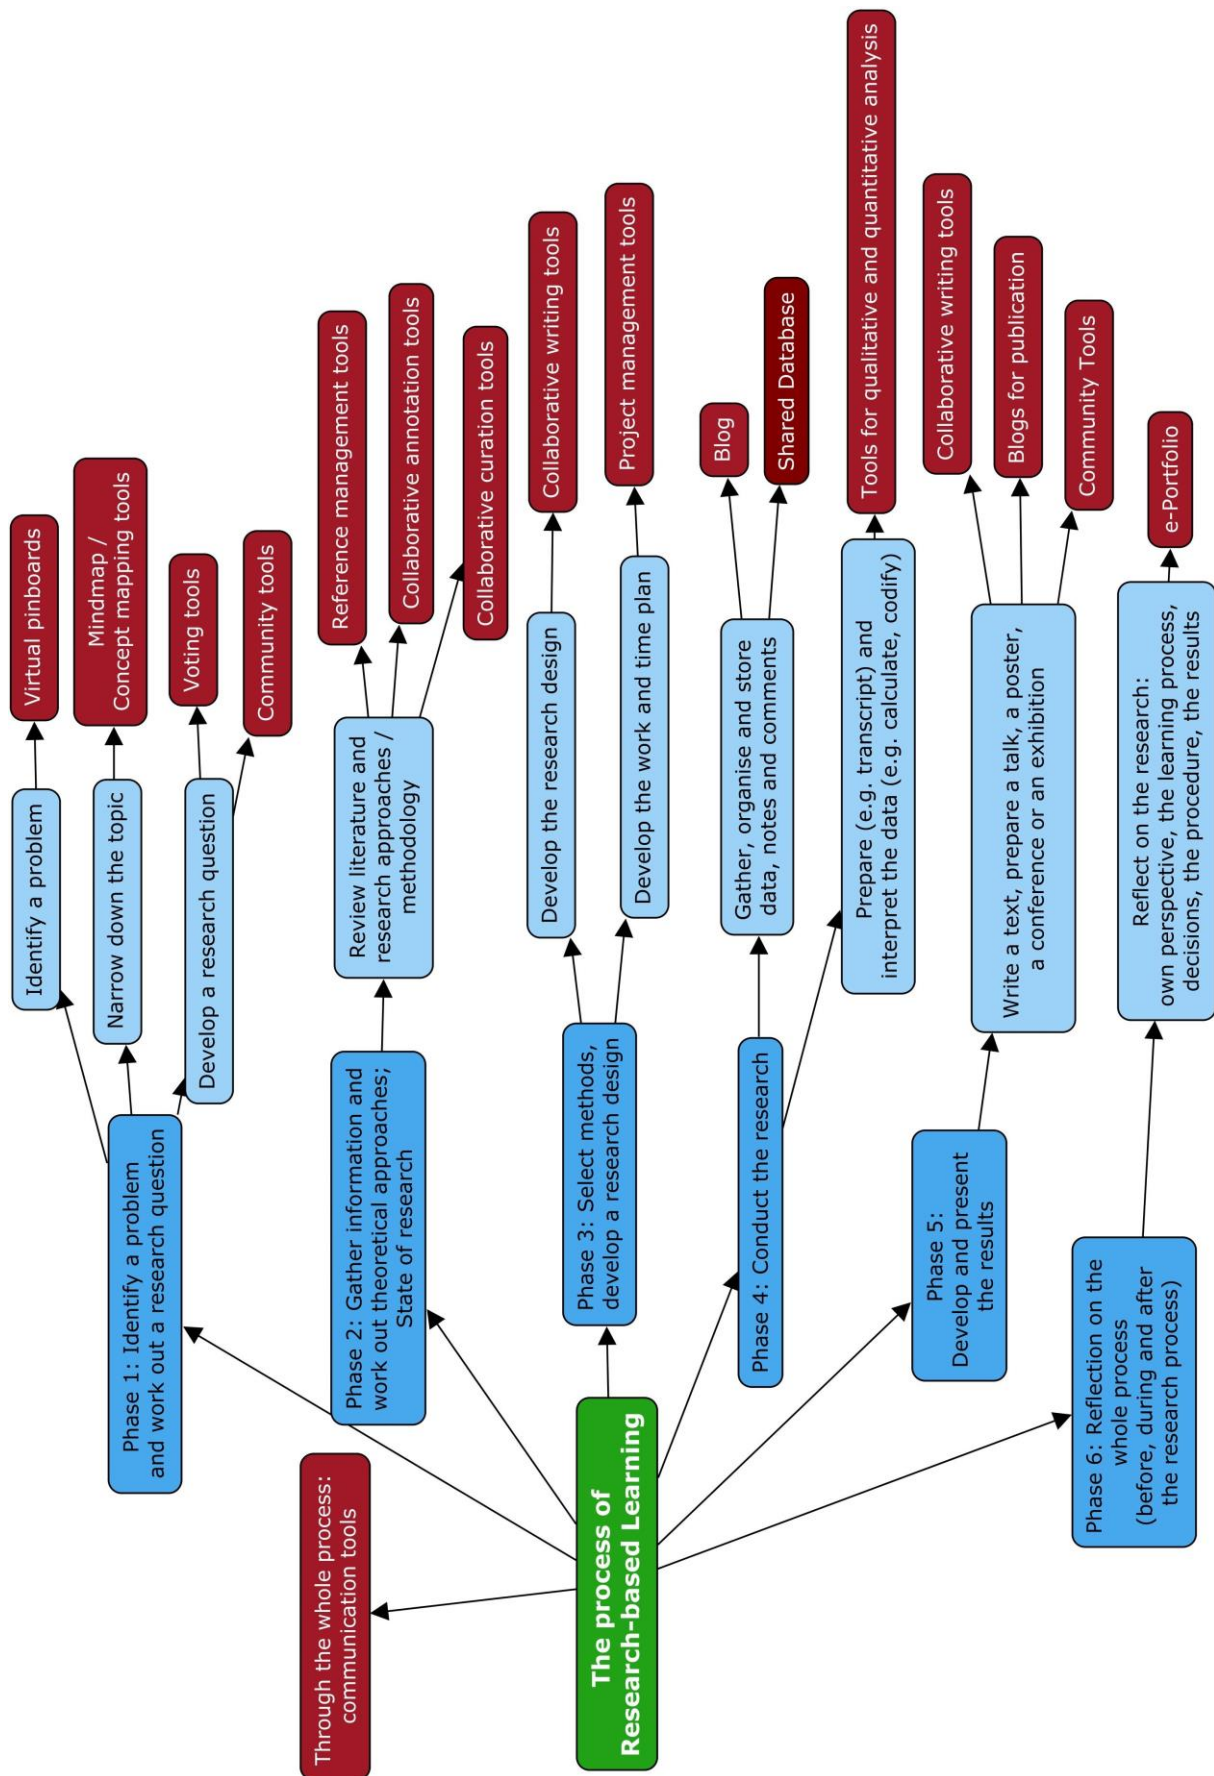 The process of
Research-based Learning
Through the whole process:
communication tools
Phase 1: Identify a problem
and work out a research question
Identify a problem
Virtual pinboards
Narrow down the topic
Mindmap /
Concept mapping tools
Develop a research question
Voting tools
Community tools
Phase 2: Gather information and
work out theoretical approaches;
State of research
Review literature and
research approaches /
methodology
Reference management tools
Collaborative annotation tools
Collaborative curation tools
Phase 3: Select methods,
develop a research design
Develop the research design
Collaborative writing tools
Develop the work and time plan
Project management tools
Phase 4: Conduct the research
Gather, organise and store
data, notes and comments
Blog
Shared Database
Prepare (e.g. transcript) and
interpret the data (e.g. calculate, codify)
Tools for qualitative and quantitative analysis
Phase 5:
Develop and present
the results
Write a text, prepare a talk, a poster,
a conference or an exhibition
Collaborative writing tools
Blogs for publication
Community Tools
Phase 6: Reflection on the
whole process
(before, during and after
the research process)
Reflect on the research:
own perspective, the learning process,
decisions, the procedure, the results
e-Portfolio